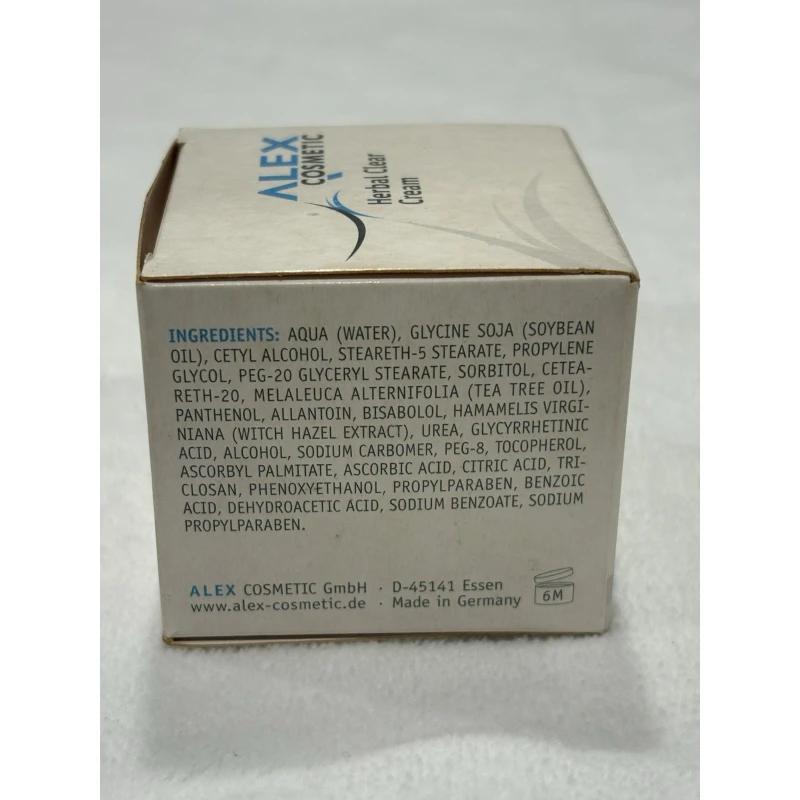 ALEX
COSMETIC
Herbal Clear
Cream
INGREDIENTS: AQUA (WATER), GLYCINE SOJA (SOYBEAN
OIL), CETYL ALCOHOL, STEARETH-5 STEARATE, PROPYLENE
GLYCOL, PEG-20 GLYCERYL STEARATE, SORBITOL, CETEA-
RETH-20, MELALEUCA ALTERNIFOLIA (TEA TREE OIL),
PANTHENOL, ALLANTOIN, BISABOLOL, HAMAMELIS VIRGI-
NIANA (WITCH HAZEL EXTRACT), UREA, GLYCYRRHETINIC
ACID, ALCOHOL, SODIUM CARBOMER, PEG-8, TOCOPHEROL,
ASCORBYL PALMITATE, ASCORBIC ACID, CITRIC ACID, TRI-
CLOSAN, PHENOXYETHANOL, PROPYLPARABEN, BENZOIC
ACID, DEHYDROACETIC ACID, SODIUM BENZOATE, SODIUM
PROPYLPARABEN.
ALEX COSMETIC GmbH · D-45141 Essen
www.alex-cosmetic.de · Made in Germany
6M